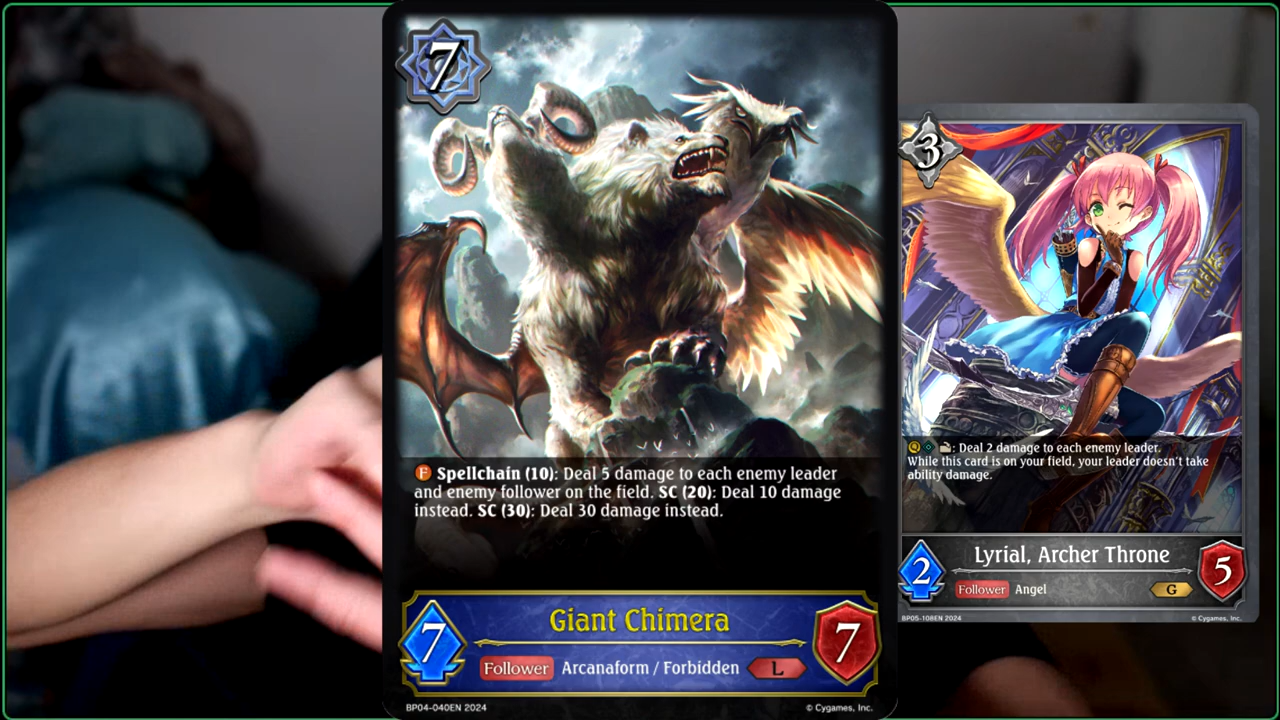 7
F Spellchain (10): Deal 5 damage to each enemy leader
and enemy follower on the field. SC (20): Deal 10 damage
instead. SC (30): Deal 30 damage instead.
Giant Chimera
7
Follower Arcanaform / Forbidden L
7
BP04-040EN 2024 © Cygames, Inc.
3
Q : Deal 2 damage to each enemy leader.
While this card is on your field, your leader doesn't take
ability damage.
Lyrial, Archer Throne
2
Follower Angel G
5
BP05-108EN 2024 © Cygames, Inc.